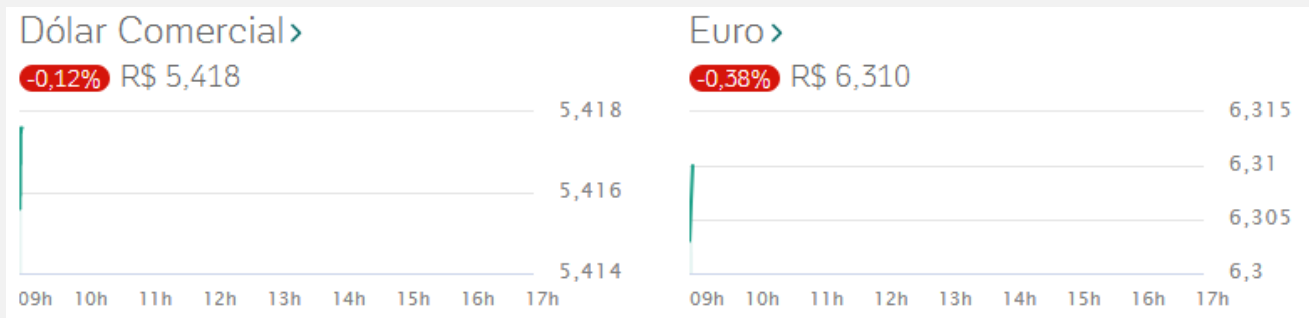 Dólar Comercial >
-0,12% R$ 5,418
5,418
5,416
5,414
09h 10h 11h 12h 13h 14h 15h 16h 17h
Euro >
-0,38% R$ 6,310
6,315
6,31
6,305
6,3
09h 10h 11h 12h 13h 14h 15h 16h 17h